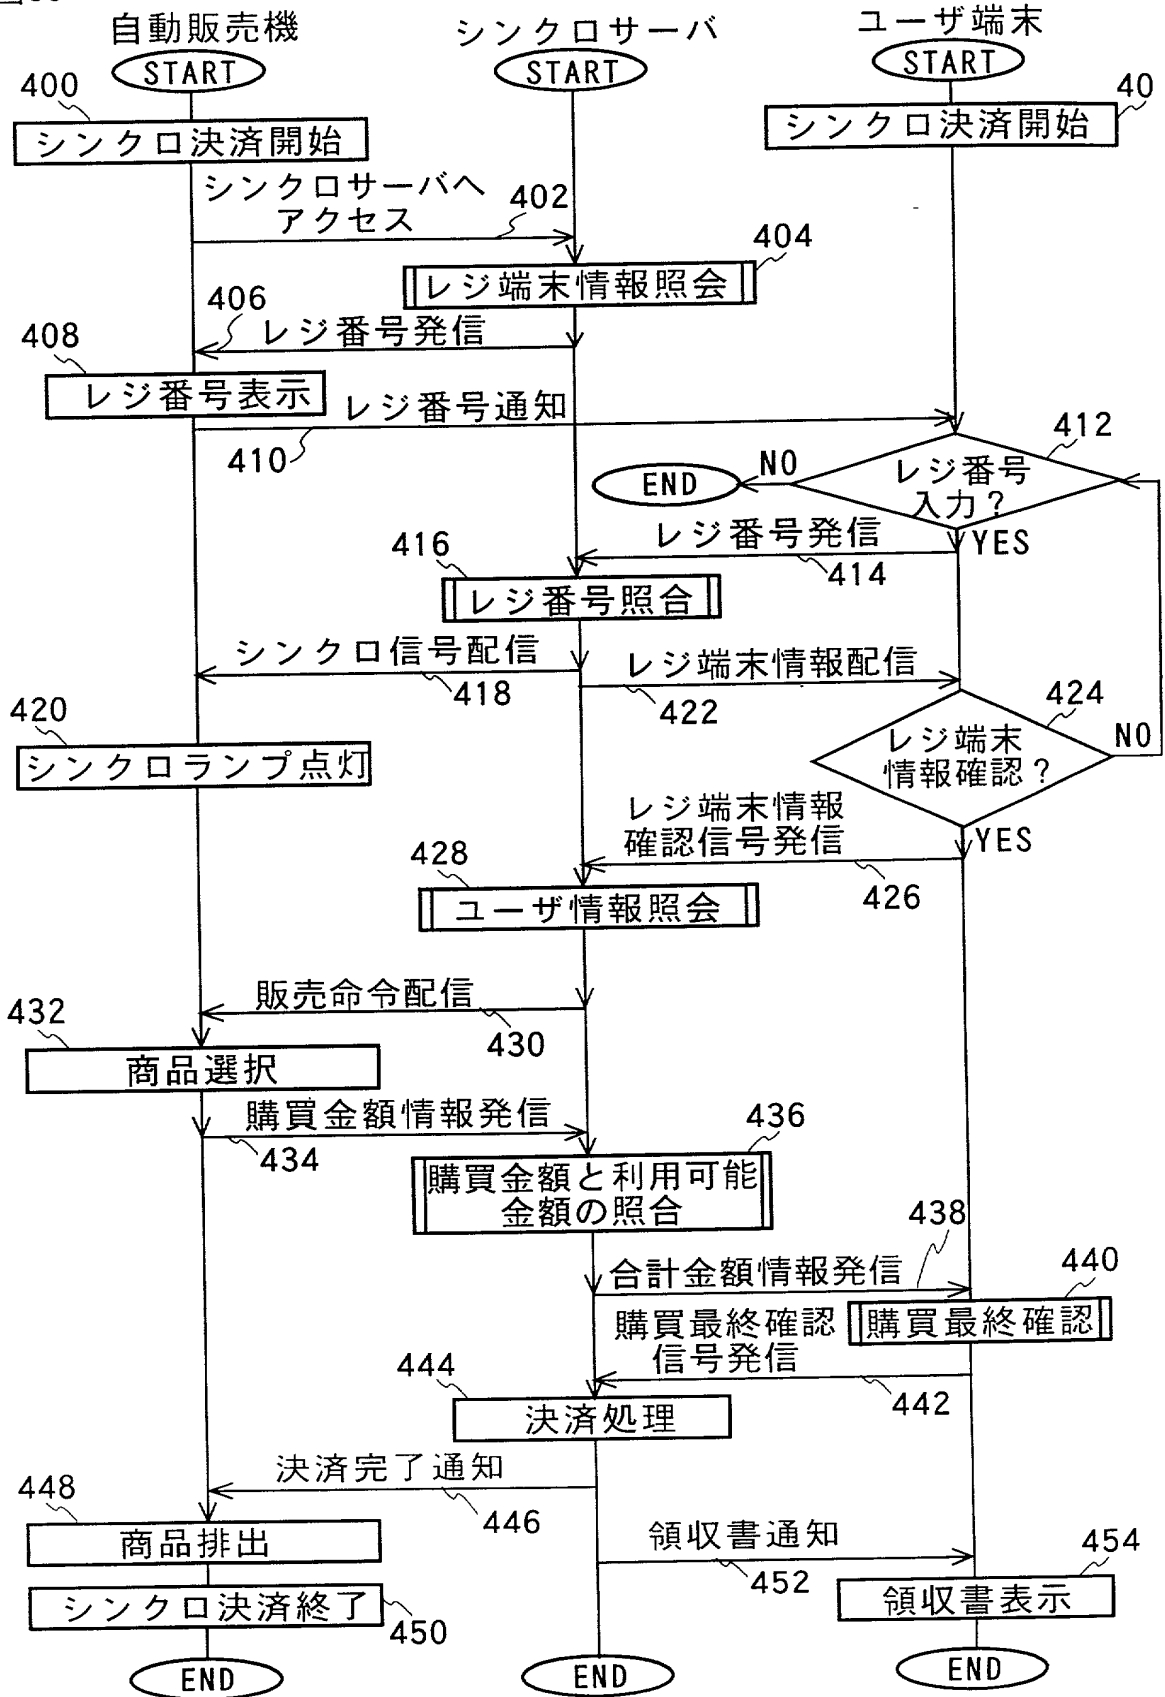 自動販売機
シンクロサーバ
ユーザ端末
START
START
START
400
40
シンクロ決済開始
シンクロ決済開始
シンクロサーバへ
アクセス
402
404
レジ端末情報照会
406
レジ番号発信
408
レジ番号表示
レジ番号通知
410
412
レジ番号
入力?
NO
END
YES
レジ番号発信
414
416
レジ番号照合
シンクロ信号配信
418
レジ端末情報配信
422
420
シンクロランプ点灯
424
レジ端末
情報確認?
NO
YES
レジ端末情報
確認信号発信
426
428
ユーザ情報照会
販売命令配信
430
432
商品選択
購買金額情報発信
434
436
購買金額と利用可能
金額の照合
438
合計金額情報発信
440
購買最終確認
購買最終確認
信号発信
442
444
決済処理
決済完了通知
446
448
商品排出
領収書通知
452
454
領収書表示
シンクロ決済終了
450
END
END
END